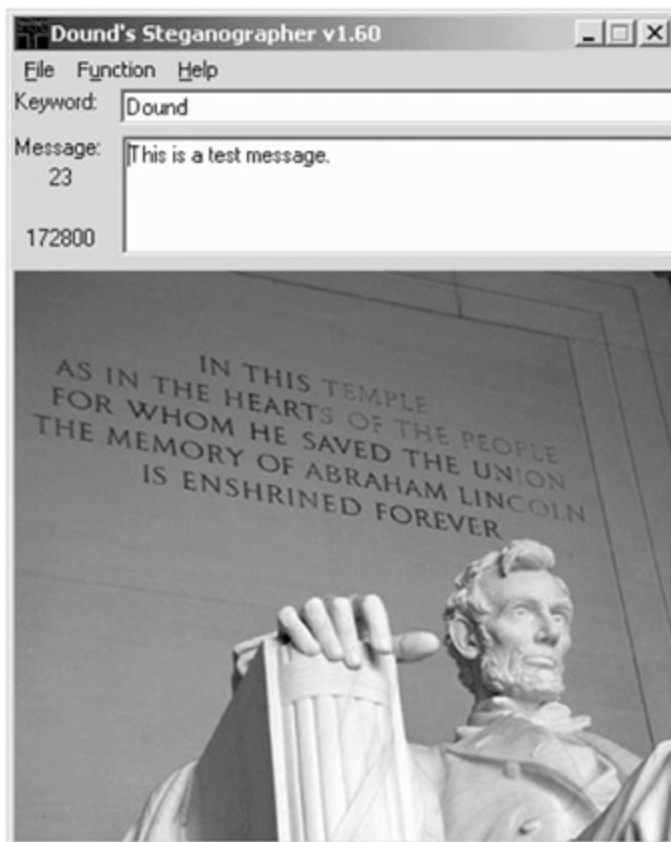 Dound's Steganographer v1.60
File Function Help
Keyword: Dound
Message: This is a test message.
23
172800
IN THIS TEMPLE
AS IN THE HEARTS OF THE PEOPLE
FOR WHOM HE SAVED THE UNION
THE MEMORY OF ABRAHAM LINCOLN
IS ENSHRINED FOREVER